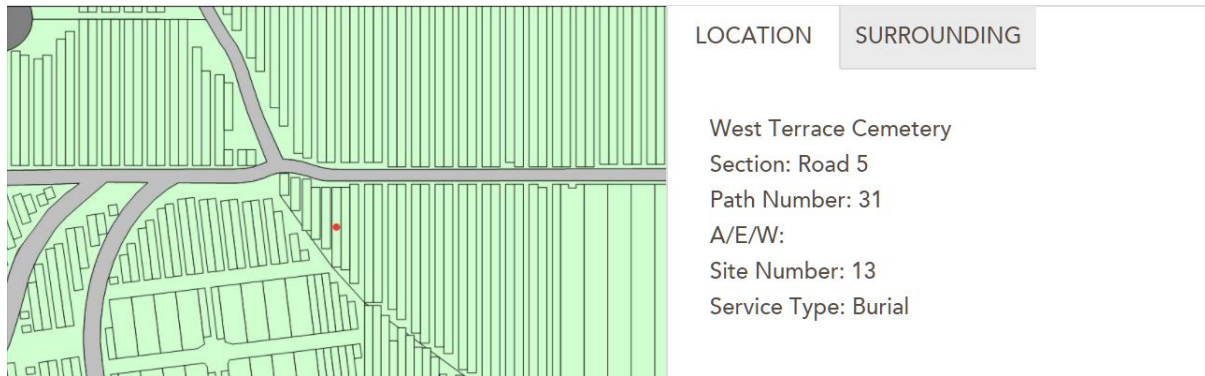 LOCATION
SURROUNDING
West Terrace Cemetery
Section: Road 5
Path Number: 31
A/E/W:
Site Number: 13
Service Type: Burial